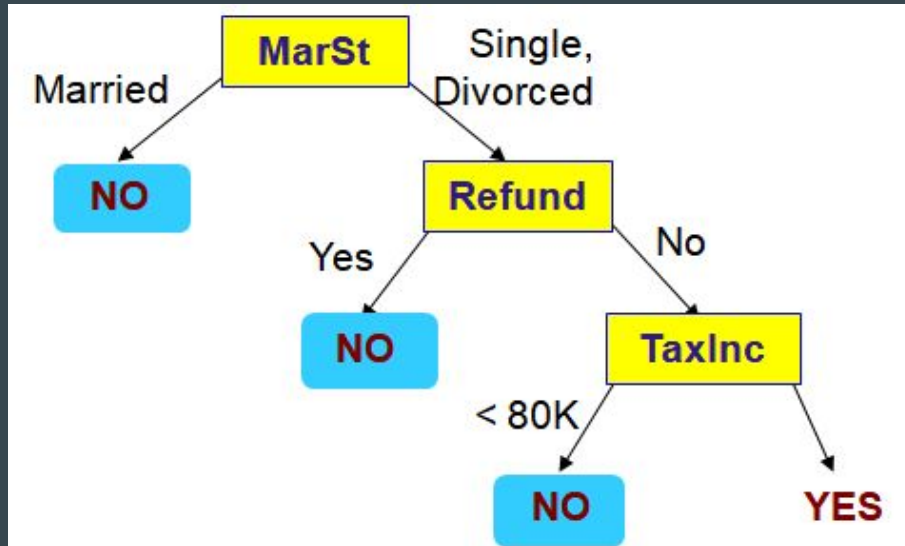 MarSt
Single,
Married
Divorced
NO
Refund
Yes
No
NO
TaxInc
< 80K
NO
YES